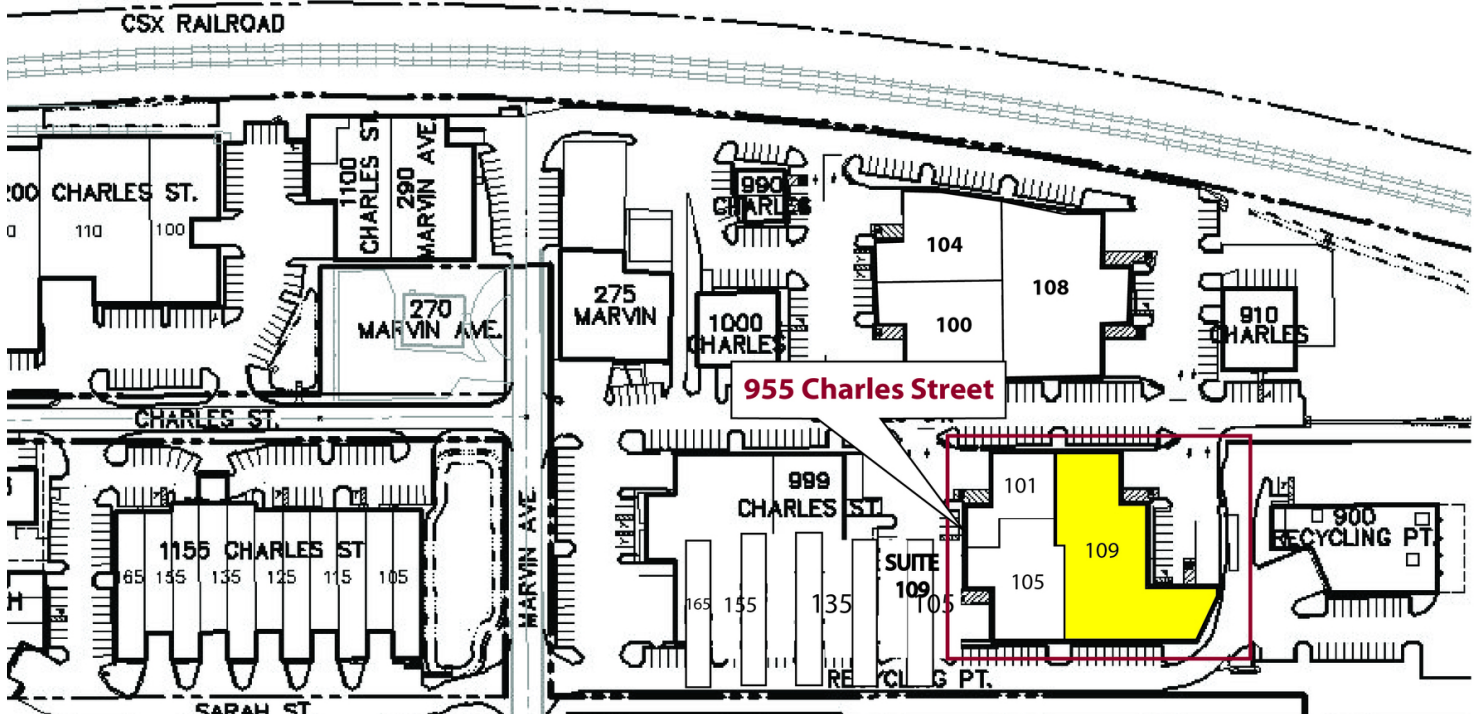 CSX RAILROAD
200 CHARLES ST.
110
100
1100
CHARLES ST.
290
MARVIN AVE.
270
MARVIN AVE.
275
MARVIN
990
CHARLES
1000
CHARLES
104
100
108
910
CHARLES
955 Charles Street
CHARLES ST.
MARVIN AVE.
1155 CHARLES ST
165
155
135
125
115
105
999
CHARLES ST.
SUITE
109
165
155
135
105
101
105
109
900
RECYCLING PT.
RECYCLING PT.
SARAH ST.